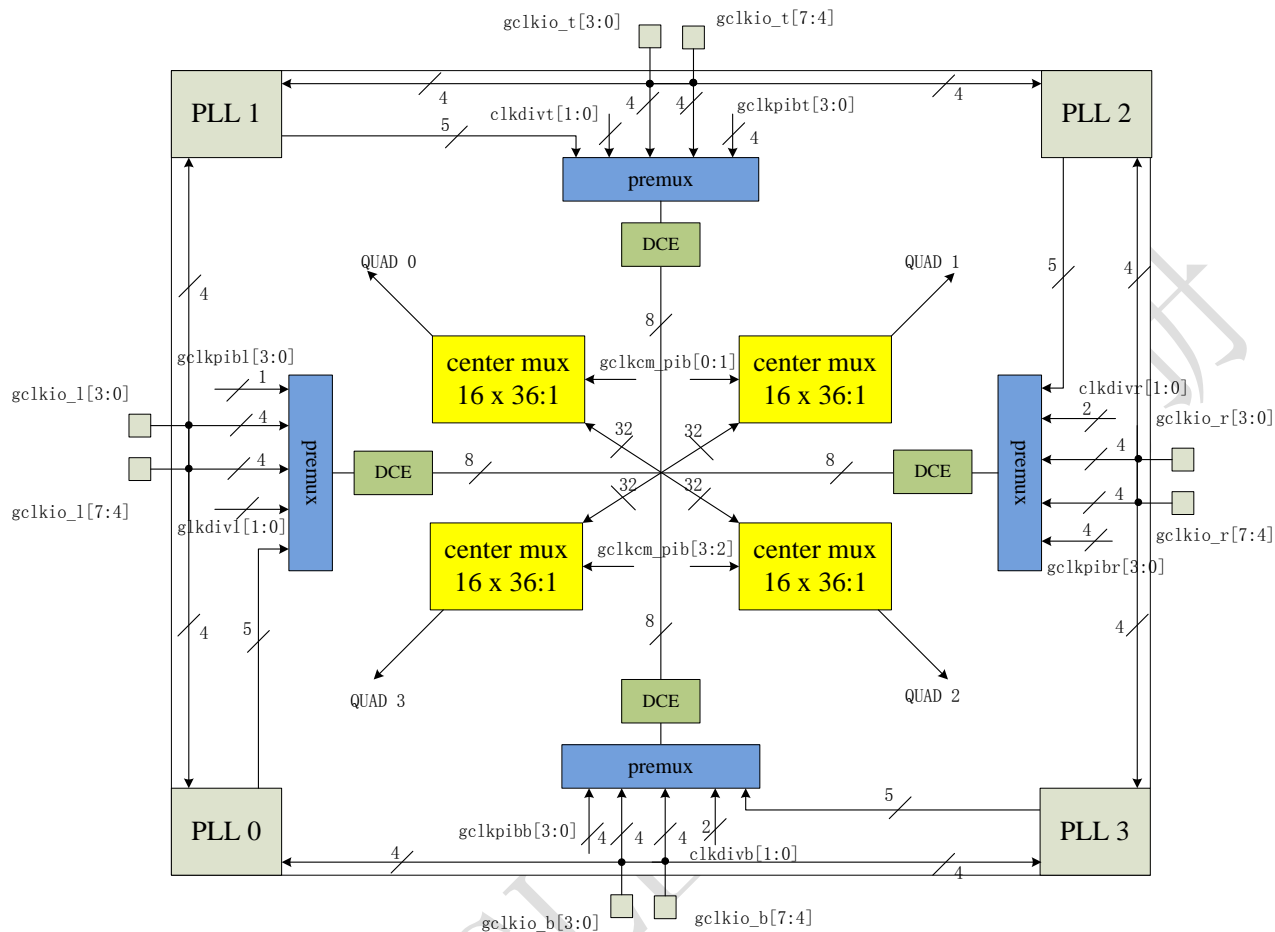 gclkio_t[3:0]
gclkio_t[7:4]
PLL 1
4
4
4
4
PLL 2
clkdivt[1:0]
gclkpibt[3:0]
5
4
premux
DCE
QUAD 0
QUAD 1
4
5
4
8
center mux
16 x 36:1
gclkcm_pib[0:1]
center mux
16 x 36:1
gclkpibl[3:0]
1
gclkio_l[3:0]
4
4
gclkio_l[7:4]
glkdivl[1:0]
premux
DCE
8
32
32
32
32
8
DCE
premux
clkdivr[1:0]
2
gclkio_r[3:0]
4
4
gclkio_r[7:4]
4
gclkpibr[3:0]
center mux
16 x 36:1
gclkcm_pib[3:2]
center mux
16 x 36:1
4
5
8
4
QUAD 3
QUAD 2
DCE
premux
PLL 0
gclkpibb[3:0]
4
4
4
2
5
PLL 3
4
clkdivb[1:0]
4
gclkio_b[3:0]
gclkio_b[7:4]